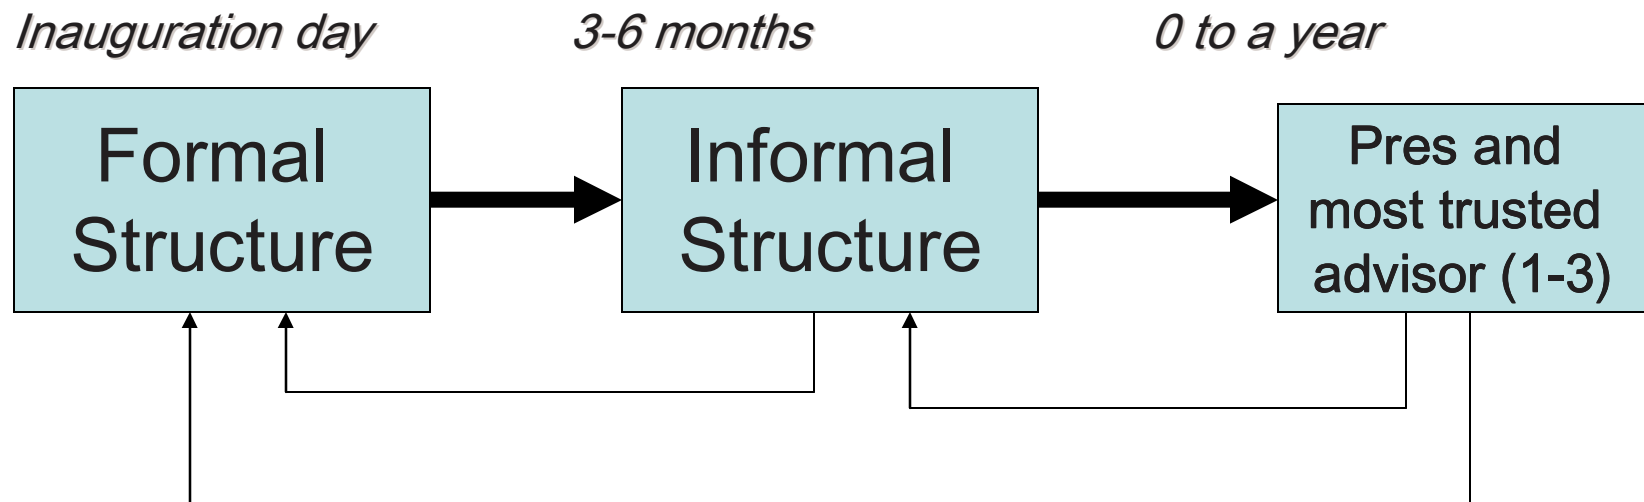 Inauguration day
3-6 months
0 to a year
Formal
Structure
Informal
Structure
Pres and
most trusted
advisor (1-3)